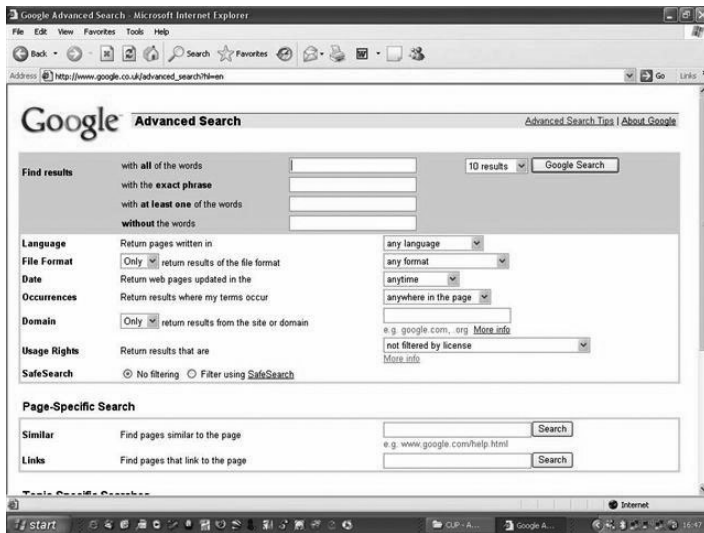 Google Advanced Search - Microsoft Internet Explorer
File Edit View Favorites Tools Help
Back Search Favorites
Address http://www.google.co.uk/advanced_search?hl=en Go Links
Google Advanced Search Advanced Search Tips | About Google
Find results with all of the words 10 results Google Search
with the exact phrase
with at least one of the words
without the words
Language Return pages written in any language
File Format Only return results of the file format any format
Date Return web pages updated in the anytime
Occurrences Return results where my terms occur anywhere in the page
Domain Only return results from the site or domain
e.g. google.com, .org More info
Usage Rights Return results that are not filtered by license
More info
SafeSearch No filtering Filter using SafeSearch
Page-Specific Search
Similar Find pages similar to the page Search
e.g. www.google.com/help.html
Links Find pages that link to the page Search
Topic-Specific Searches
Internet
start CUP - A... Google A... 16:47